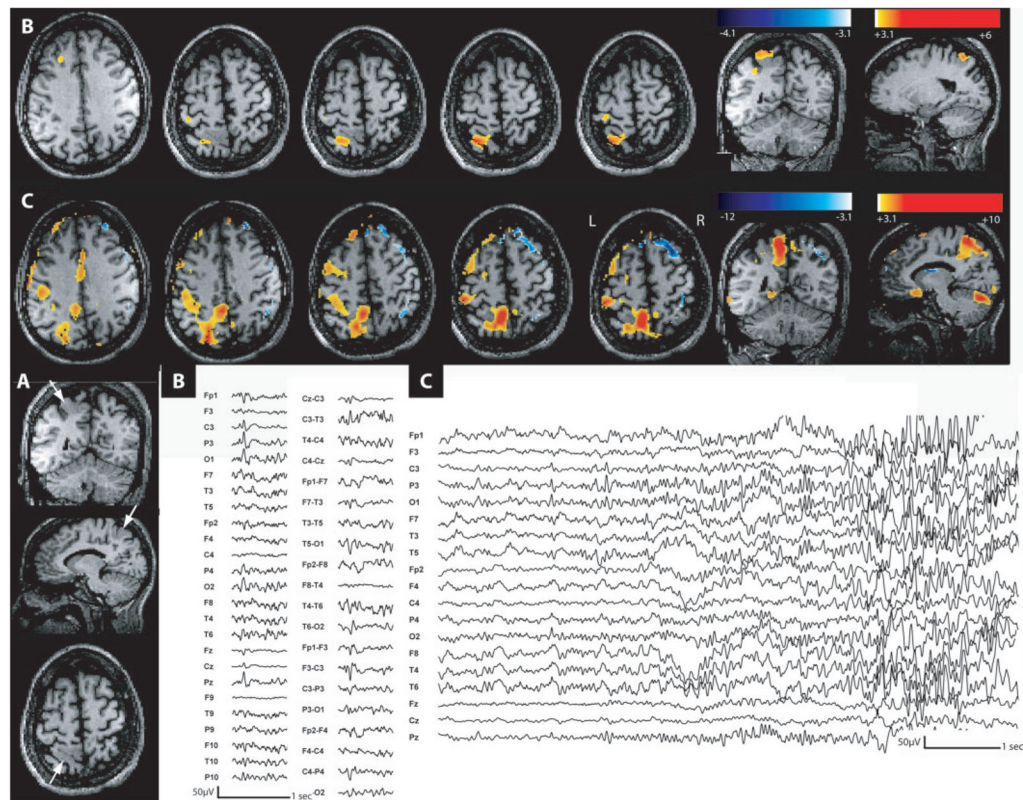 B
-4.1 -3.1
+3.1 +6
C
-12 -3.1
+3.1 +10
L R
A
B
Fp1
F3
C3
P3
O1
F7
T3
T5
Fp2
F4
C4
P4
O2
F8
T4
T6
Fz
Cz
Pz
F9
T9
P9
F10
T10
P10
50µV 1 sec
Cz-C3
C3-T3
T4-C4
C4-Cz
Fp1-F7
F7-T3
T3-T5
T5-O1
Fp2-F8
F8-T4
T4-T6
T6-O2
Fp1-F3
F3-C3
C3-P3
P3-O1
Fp2-F4
F4-C4
C4-P4
-O2
C
Fp1
F3
C3
P3
O1
F7
T3
T5
Fp2
F4
C4
P4
O2
F8
T4
T6
Fz
Cz
Pz
50µV 1 sec